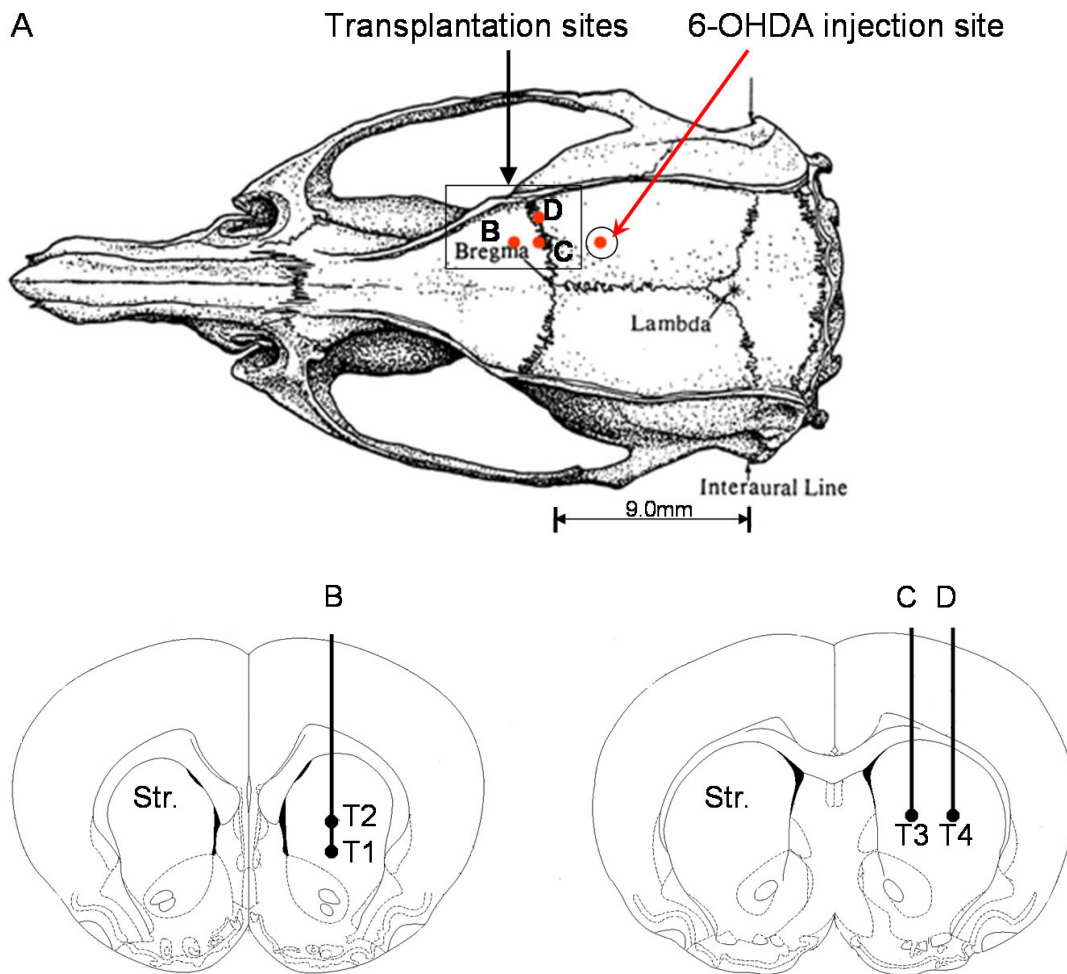 A
Transplantation sites
6-OHDA injection site
D
B
C
Bregma
Lambda
Interaural Line
9.0mm
B
C D
Str.
T2
T1
Str.
T3 T4